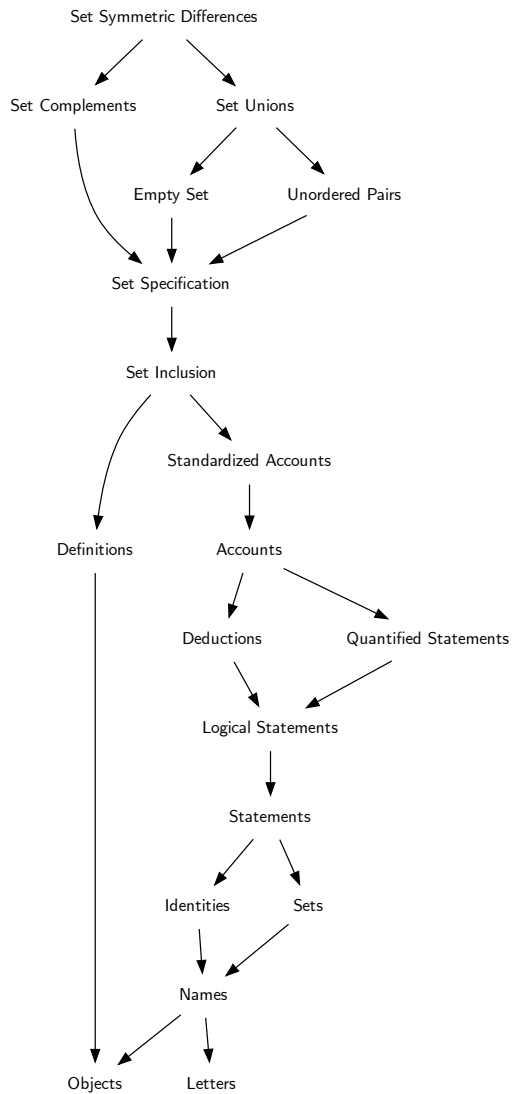 Set Symmetric Differences
Set Complements
Set Unions
Empty Set
Unordered Pairs
Set Specification
Set Inclusion
Standardized Accounts
Definitions
Accounts
Deductions
Quantified Statements
Logical Statements
Statements
Identities
Sets
Names
Objects
Letters